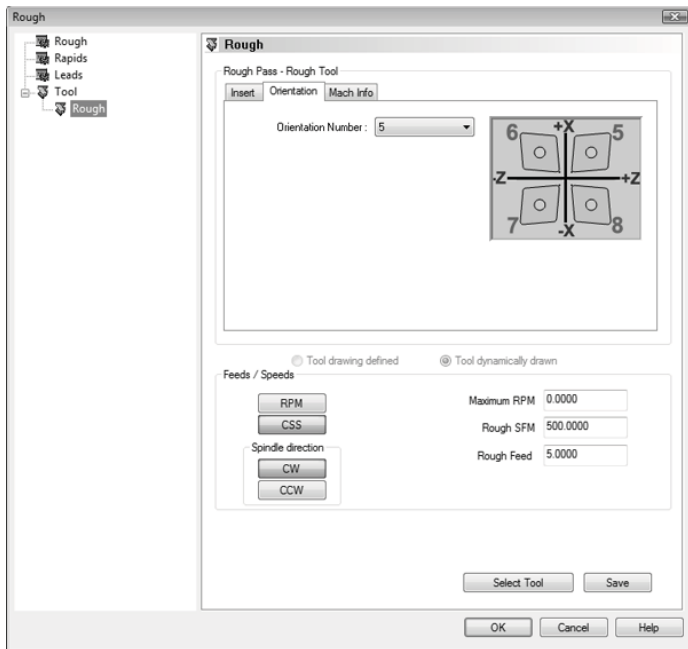 Rough
Rough
Rapids
Leads
Tool
Rough
Rough
Rough Pass - Rough Tool
Insert Orientation Mach Info
Orientation Number : 5
6 +X 5
-Z +Z
7 -X 8
Tool drawing defined Tool dynamically drawn
Feeds / Speeds
RPM
CSS
Spindle direction
CW
CCW
Maximum RPM 0.0000
Rough SFM 500.0000
Rough Feed 5.0000
Select Tool Save
OK Cancel Help